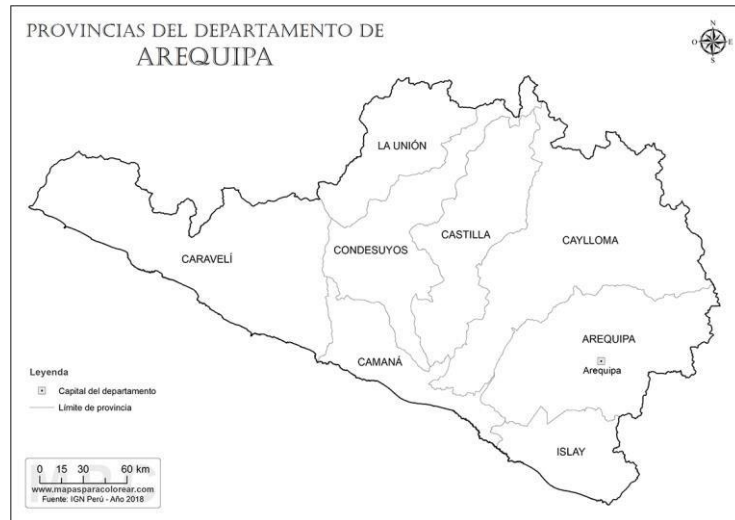 PROVINCIAS DEL DEPARTAMENTO DE
AREQUIPA
N
O
E
S
LA UNIÓN
CONDESUYOS
CASTILLA
CAYLLOMA
CARAVELÍ
CAMANÁ
AREQUIPA
Arequipa
ISLAY
Leyenda
Capital del departamento
Límite de provincia
0 15 30 60 km
www.mapasparacolorear.com
Fuente: IGN Perú - Año 2018